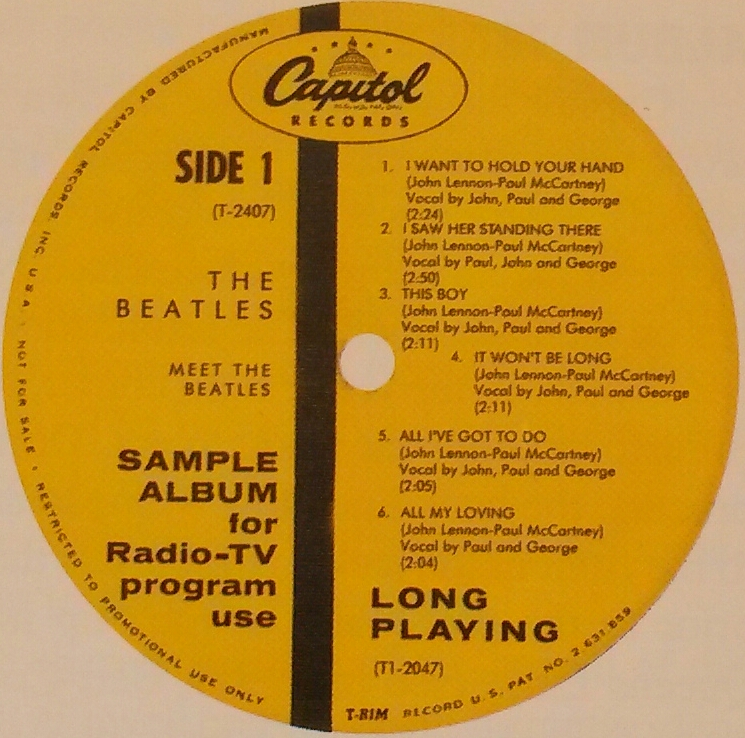 Capitol
RECORDS
SIDE 1
(T-2407)
THE
BEATLES
MEET THE
BEATLES
SAMPLE
ALBUM
for
Radio-TV
program
use
1. I WANT TO HOLD YOUR HAND
(John Lennon-Paul McCartney)
Vocal by John, Paul and George
(2:24)
2. I SAW HER STANDING THERE
(John Lennon-Paul McCartney)
Vocal by Paul, John and George
(2:50)
3. THIS BOY
(John Lennon-Paul McCartney)
Vocal by John, Paul and George
(2:11)
4. IT WON'T BE LONG
(John Lennon-Paul McCartney)
Vocal by John, Paul and George
(2:11)
5. ALL I'VE GOT TO DO
(John Lennon-Paul McCartney)
Vocal by John, Paul and George
(2:05)
6. ALL MY LOVING
(John Lennon-Paul McCartney)
Vocal by Paul and George
(2:04)
LONG
PLAYING
(T1-2047)
T-RIM RECORD U.S. PAT. NO. 2.631.859
MANUFACTURED BY CAPITOL RECORDS, INC. U.S.A. • NOT FOR SALE • RESTRICTED TO PROMOTIONAL USE ONLY